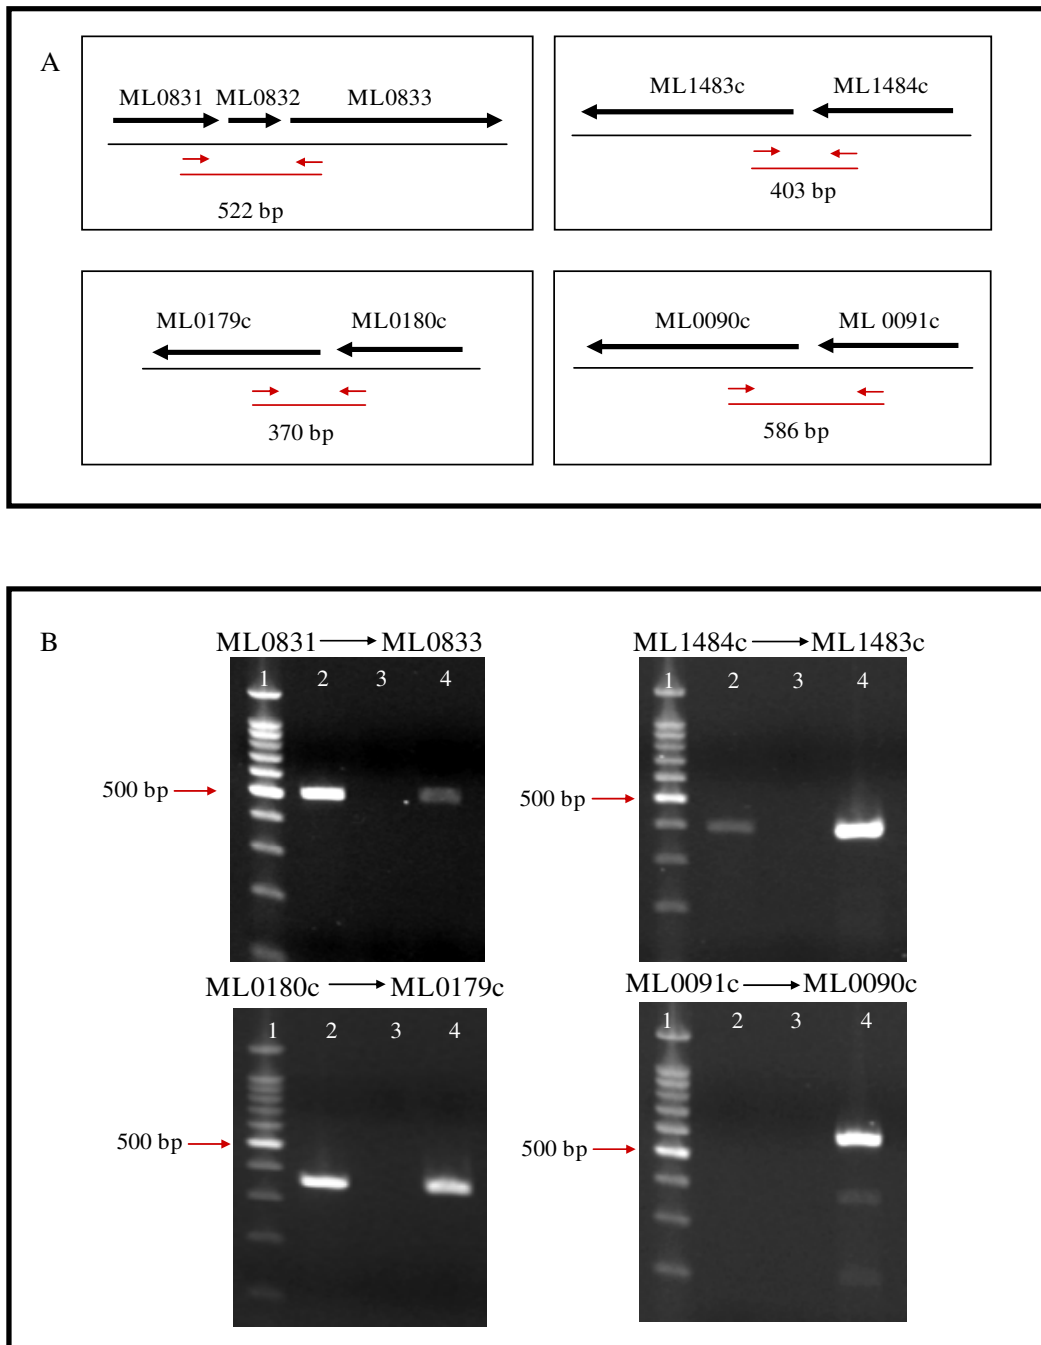 A
ML0831 ML0832 ML0833
522 bp
ML1483c ML1484c
403 bp
ML0179c ML0180c
370 bp
ML0090c ML 0091c
586 bp
B
ML0831 ML0833
1 2 3 4
500 bp
ML1484c ML1483c
1 2 3 4
500 bp
ML0180c ML0179c
1 2 3 4
500 bp
ML0091c ML0090c
1 2 3 4
500 bp